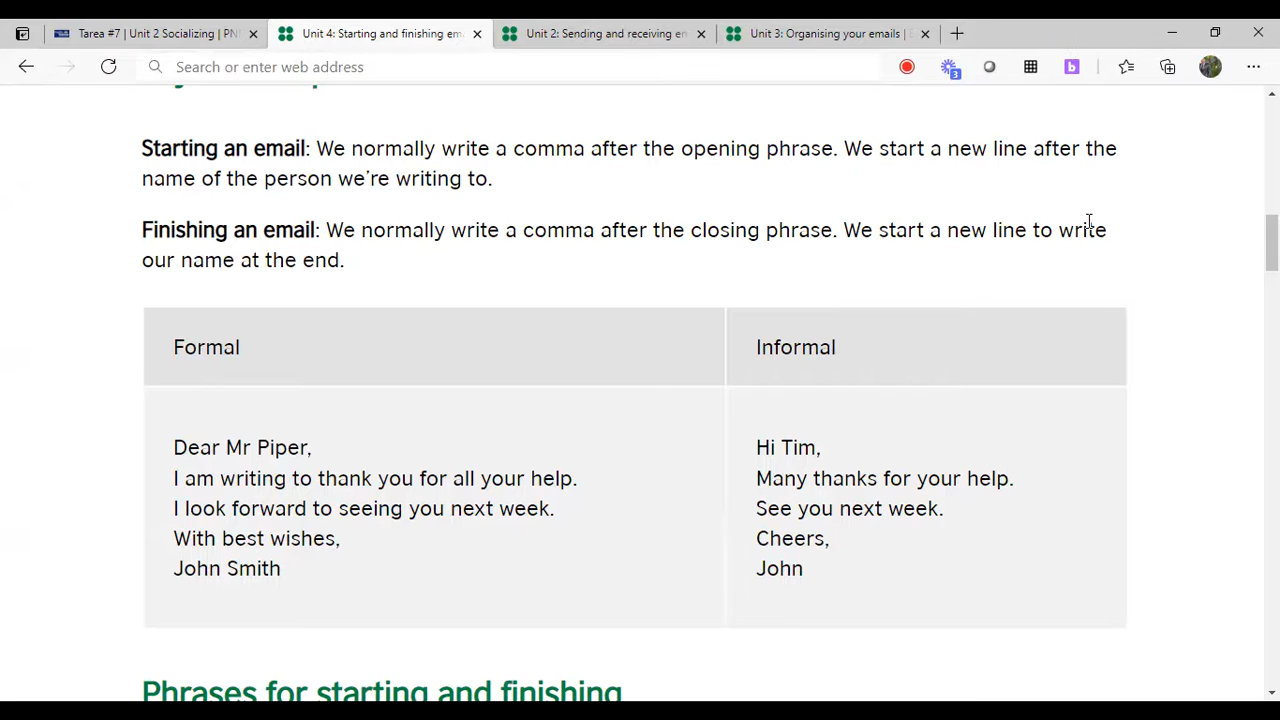 Tarea #7 | Unit 2 Socializing | PN
Unit 4: Starting and finishing em
Unit 2: Sending and receiving en
Unit 3: Organising your emails | E
Search or enter web address
3
b
Starting an email: We normally write a comma after the opening phrase. We start a new line after the
name of the person we’re writing to.
Finishing an email: We normally write a comma after the closing phrase. We start a new line to write
our name at the end.
Formal
Informal
Dear Mr Piper,
I am writing to thank you for all your help.
I look forward to seeing you next week.
With best wishes,
John Smith
Hi Tim,
Many thanks for your help.
See you next week.
Cheers,
John
Phrases for starting and finishing